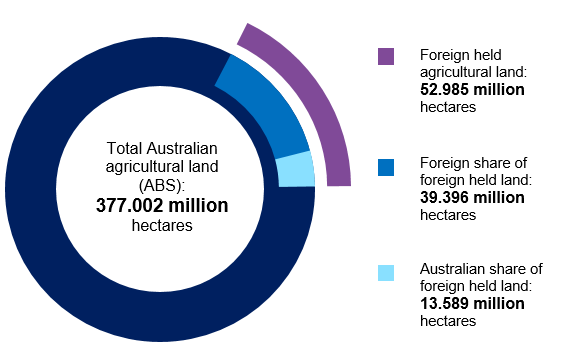 Total Australian
agricultural land
(ABS):
377.002 million
hectares
Foreign held
agricultural land:
52.985 million
hectares
Foreign share of
foreign held land:
39.396 million
hectares
Australian share of
foreign held land:
13.589 million
hectares